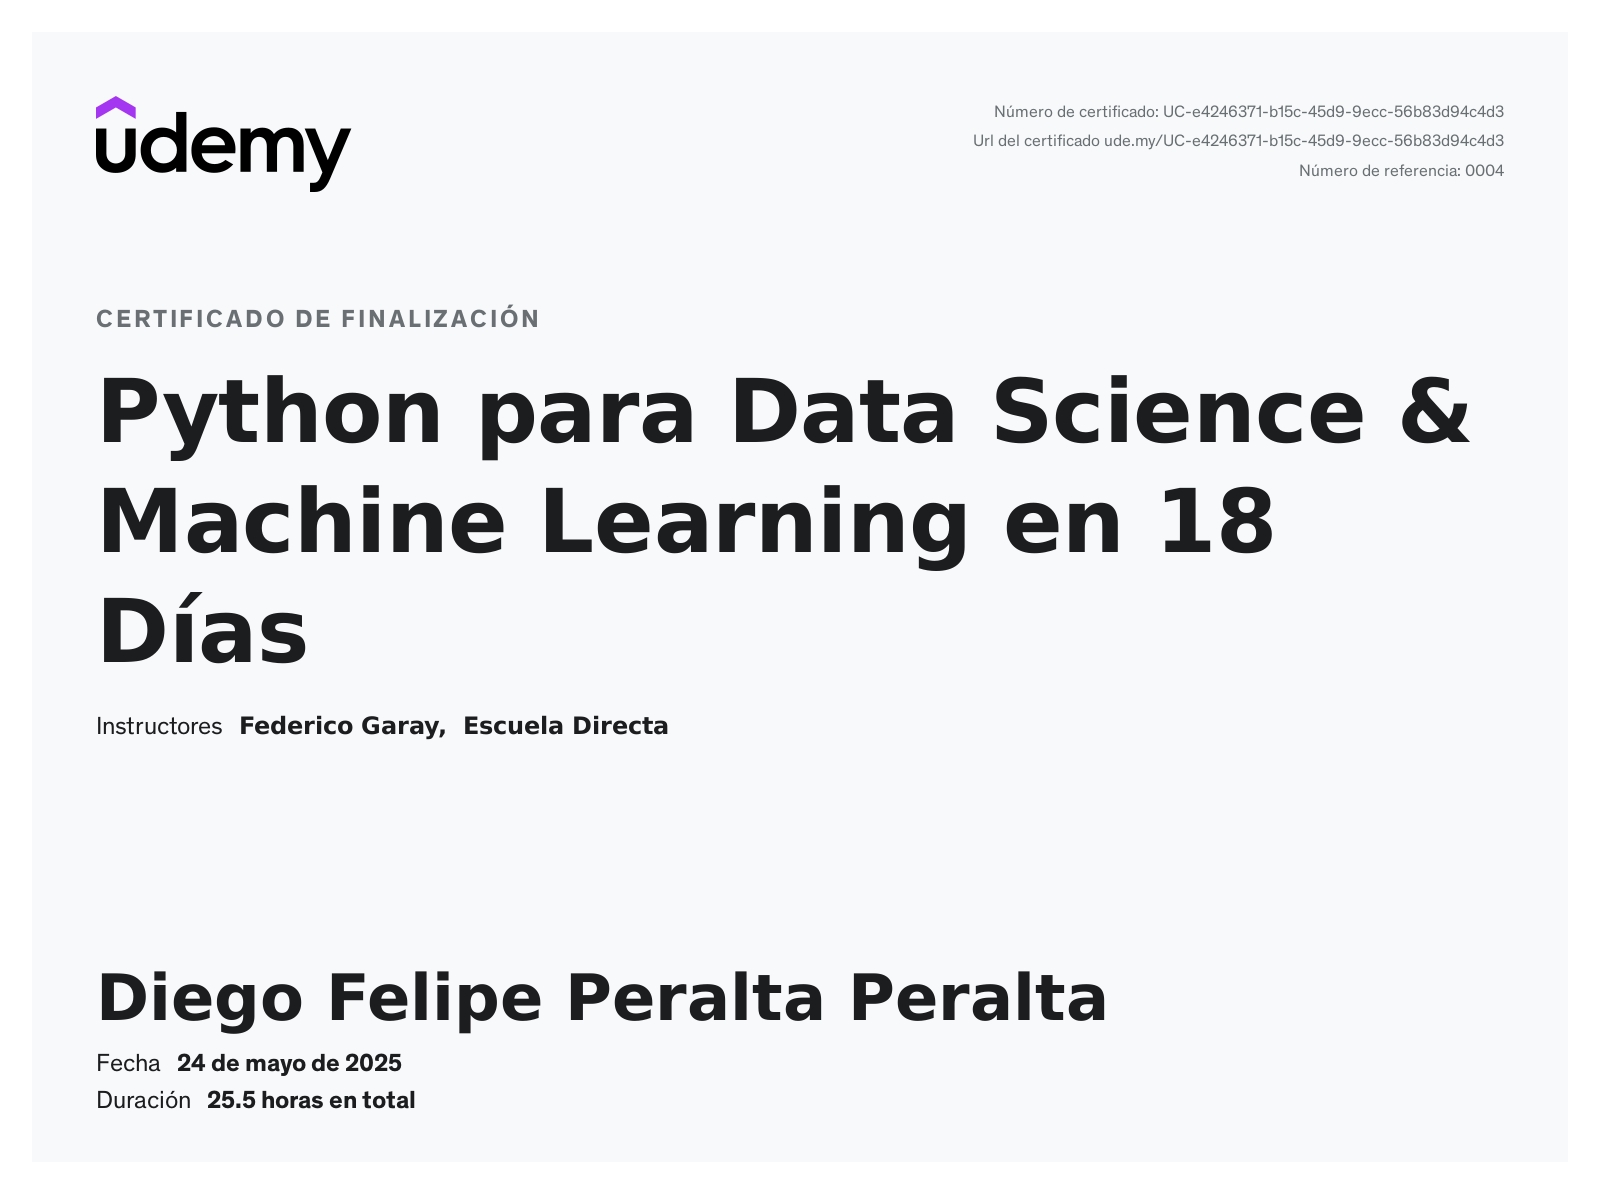 udemy
Número de certificado: UC-e4246371-b15c-45d9-9ecc-56b83d94c4d3
Url del certificado ude.my/UC-e4246371-b15c-45d9-9ecc-56b83d94c4d3
Número de referencia: 0004
CERTIFICADO DE FINALIZACIÓN
Python para Data Science &
Machine Learning en 18
Días
Instructores Federico Garay, Escuela Directa
Diego Felipe Peralta Peralta
Fecha 24 de mayo de 2025
Duración 25.5 horas en total